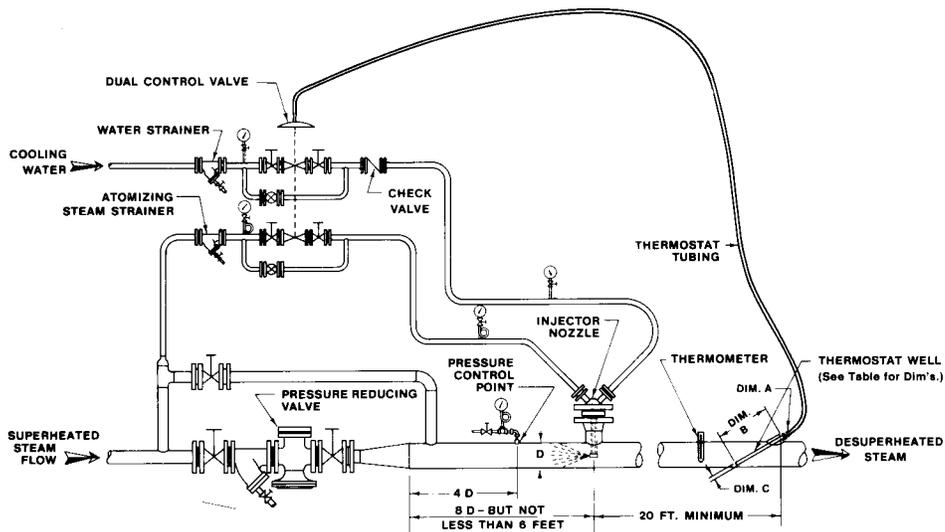 DUAL CONTROL VALVE
WATER STRAINER
COOLING
WATER
ATOMIZING
STEAM STRAINER
CHECK
VALVE
THERMOSTAT
TUBING
INJECTOR
NOZZLE
PRESSURE
CONTROL
POINT
THERMOMETER
THERMOSTAT WELL
(See Table for Dim's.)
DIM. A
DIM.
B
PRESSURE REDUCING
VALVE
SUPERHEATED
STEAM
FLOW
D
DESUPERHEATED
STEAM
DIM. C
4 D
8 D - BUT NOT
LESS THAN 6 FEET
20 FT. MINIMUM